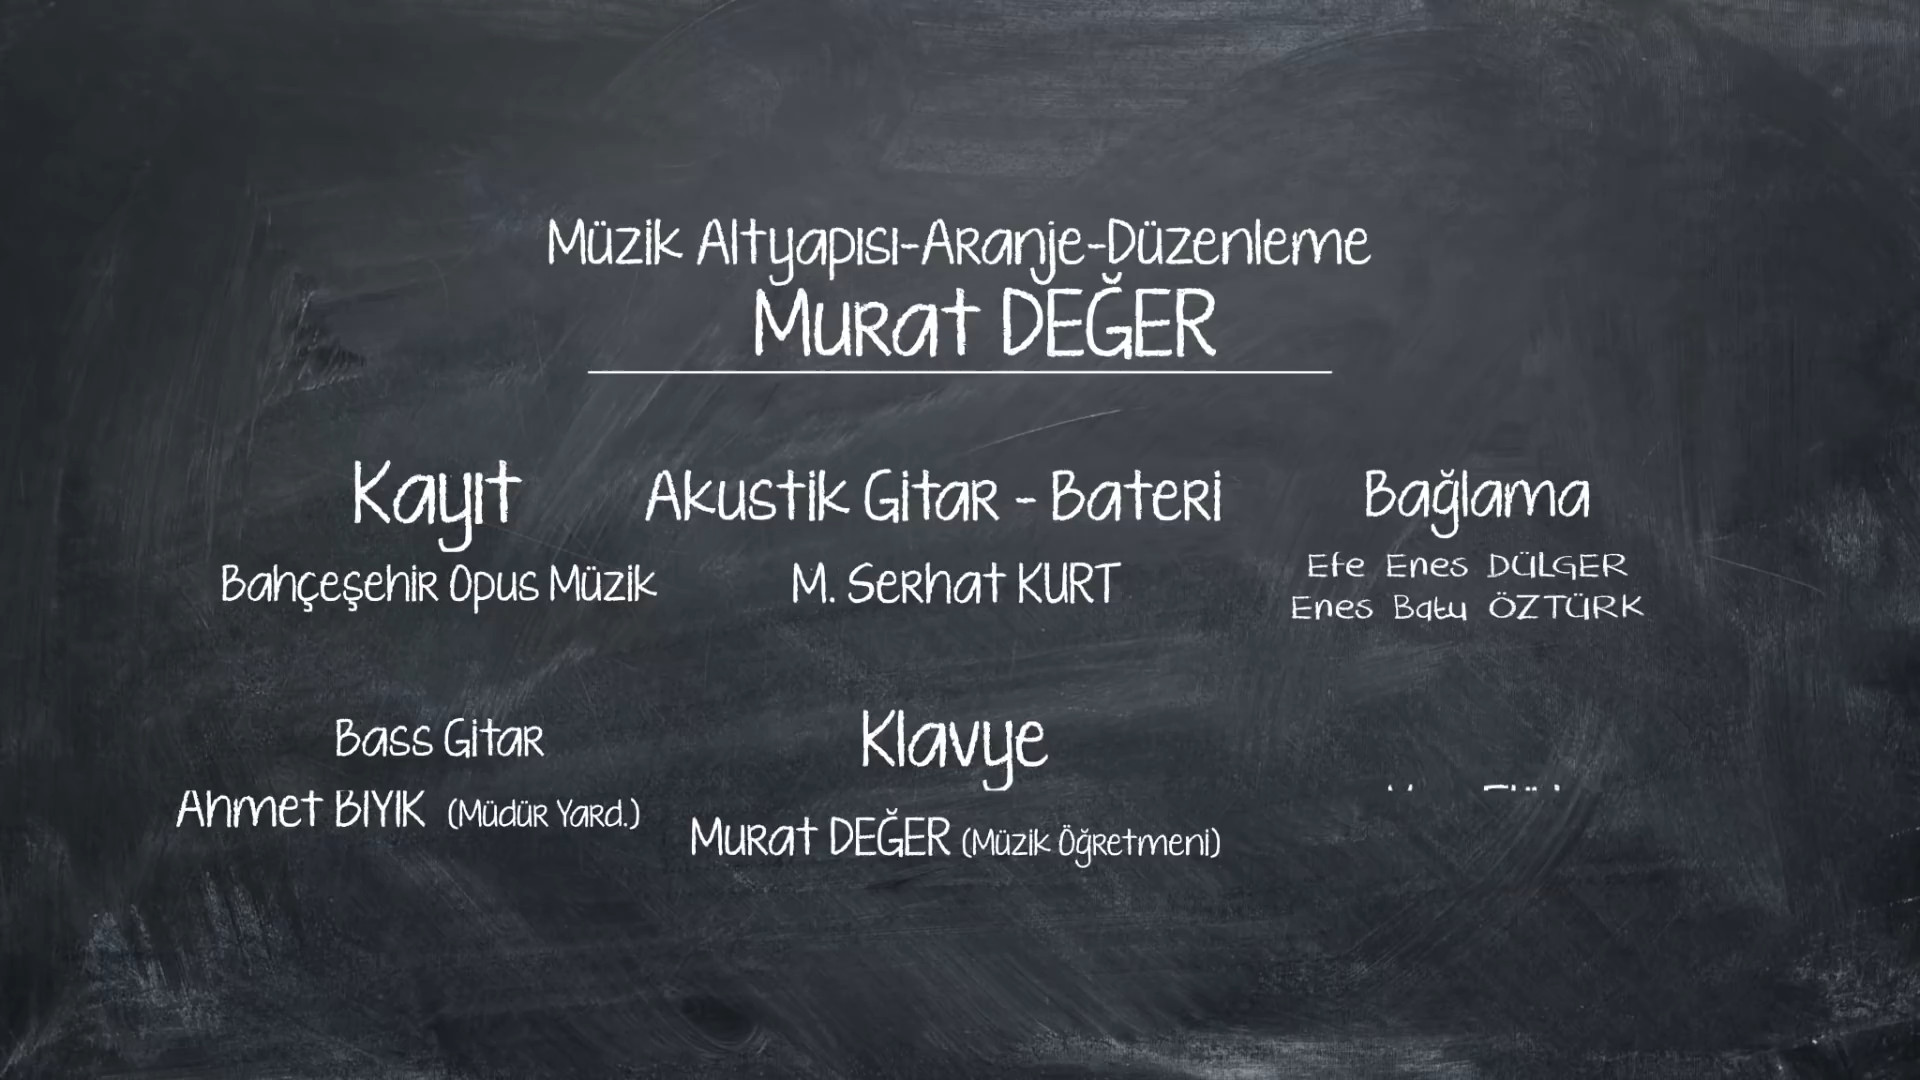 Müzik Altyapısı-Aranje-Düzenleme
Murat DEĞER
Kayıt
Bahçeşehir Opus Müzik
Akustik Gitar - Bateri
M. Serhat KURT
Bağlama
Efe Enes DÜLGER
Enes Batu ÖZTÜRK
Bass Gitar
Ahmet BIYIK (Müdür Yard.)
Klavye
Murat DEĞER (Müzik Öğretmeni)